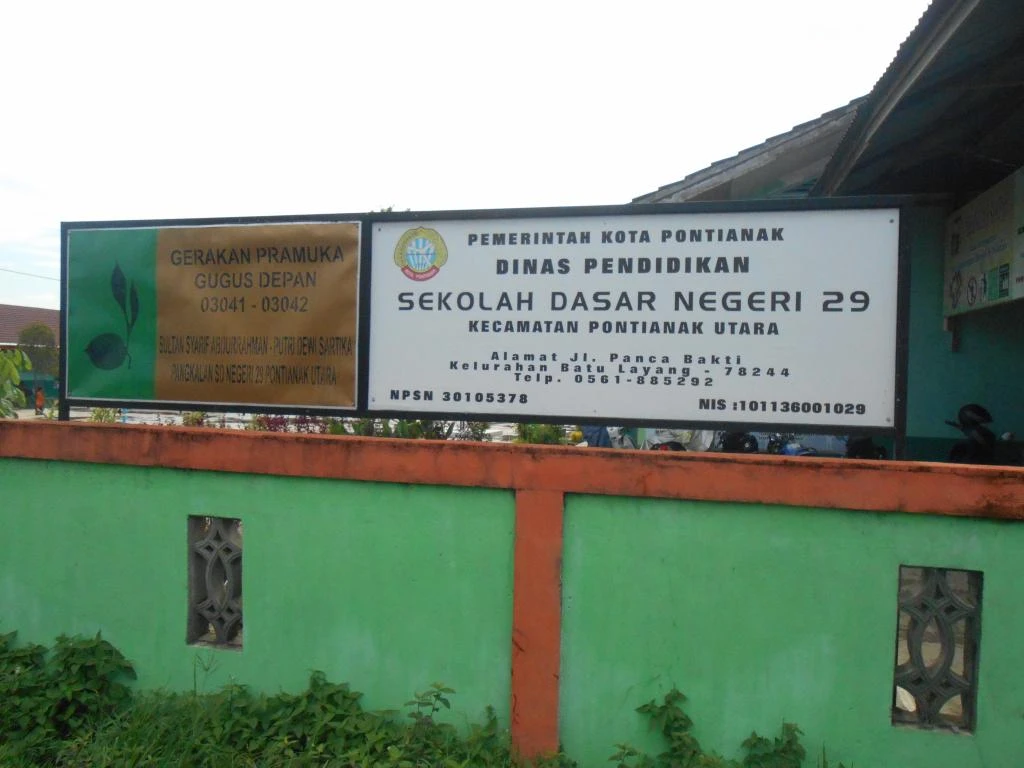 GERAKAN PRAMUKA
GUGUS DEPAN
03041 - 03042
SULTAN SYARIF ABDURRAHMAN - PUTRI DEWI SARTIKA
PANGKALAN SD NEGERI 29 PONTIANAK UTARA
PEMERINTAH KOTA PONTIANAK
DINAS PENDIDIKAN
SEKOLAH DASAR NEGERI 29
KECAMATAN PONTIANAK UTARA
Alamat Jl. Panca Bakti
Kelurahan Batu Layang - 78244
Telp. 0561-885292
NPSN 30105378
NIS :101136001029